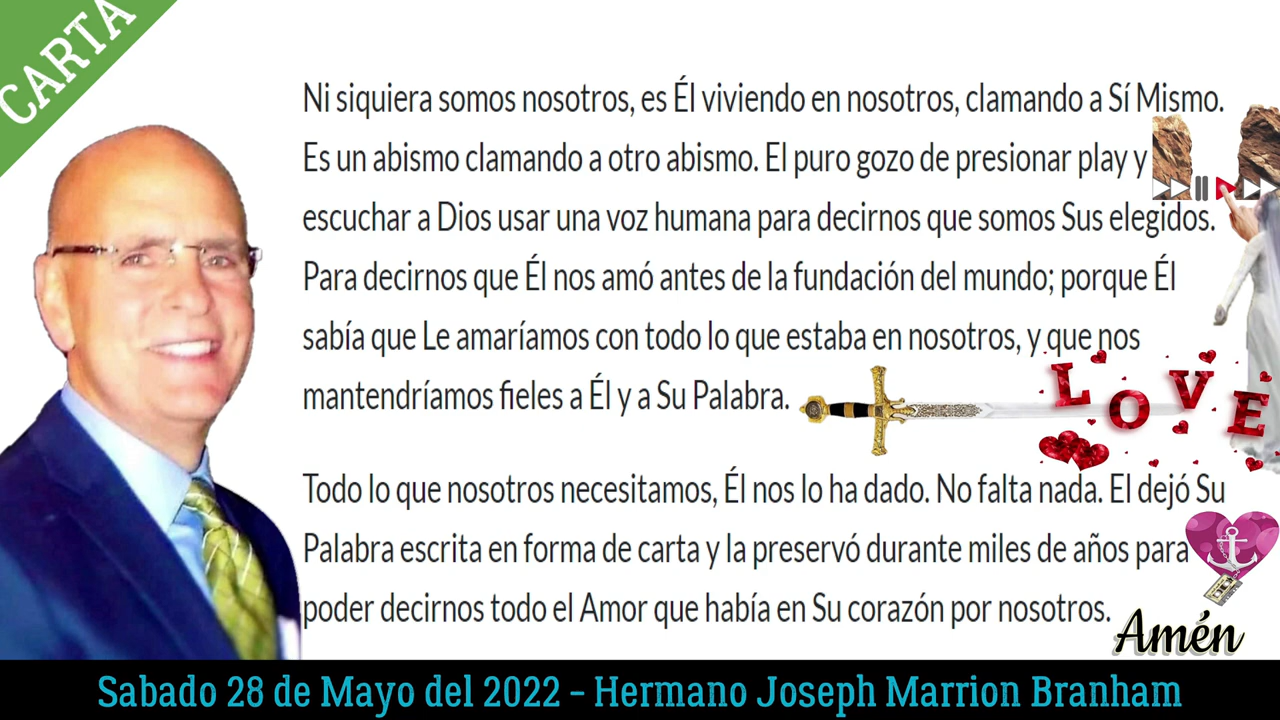 CARTA
Ni siquiera somos nosotros, es Él viviendo en nosotros, clamando a Sí Mismo.
Es un abismo clamando a otro abismo. El puro gozo de presionar play y
escuchar a Dios usar una voz humana para decirnos que somos Sus elegidos.
Para decirnos que Él nos amó antes de la fundación del mundo; porque Él
sabía que Le amaríamos con todo lo que estaba en nosotros, y que nos
mantendríamos fieles a Él y a Su Palabra.
LOVE
Todo lo que nosotros necesitamos, Él nos lo ha dado. No falta nada. El dejó Su
Palabra escrita en forma de carta y la preservó durante miles de años para
poder decirnos todo el Amor que había en Su corazón por nosotros.
Amén
Sabado 28 de Mayo del 2022 – Hermano Joseph Marrion Branham